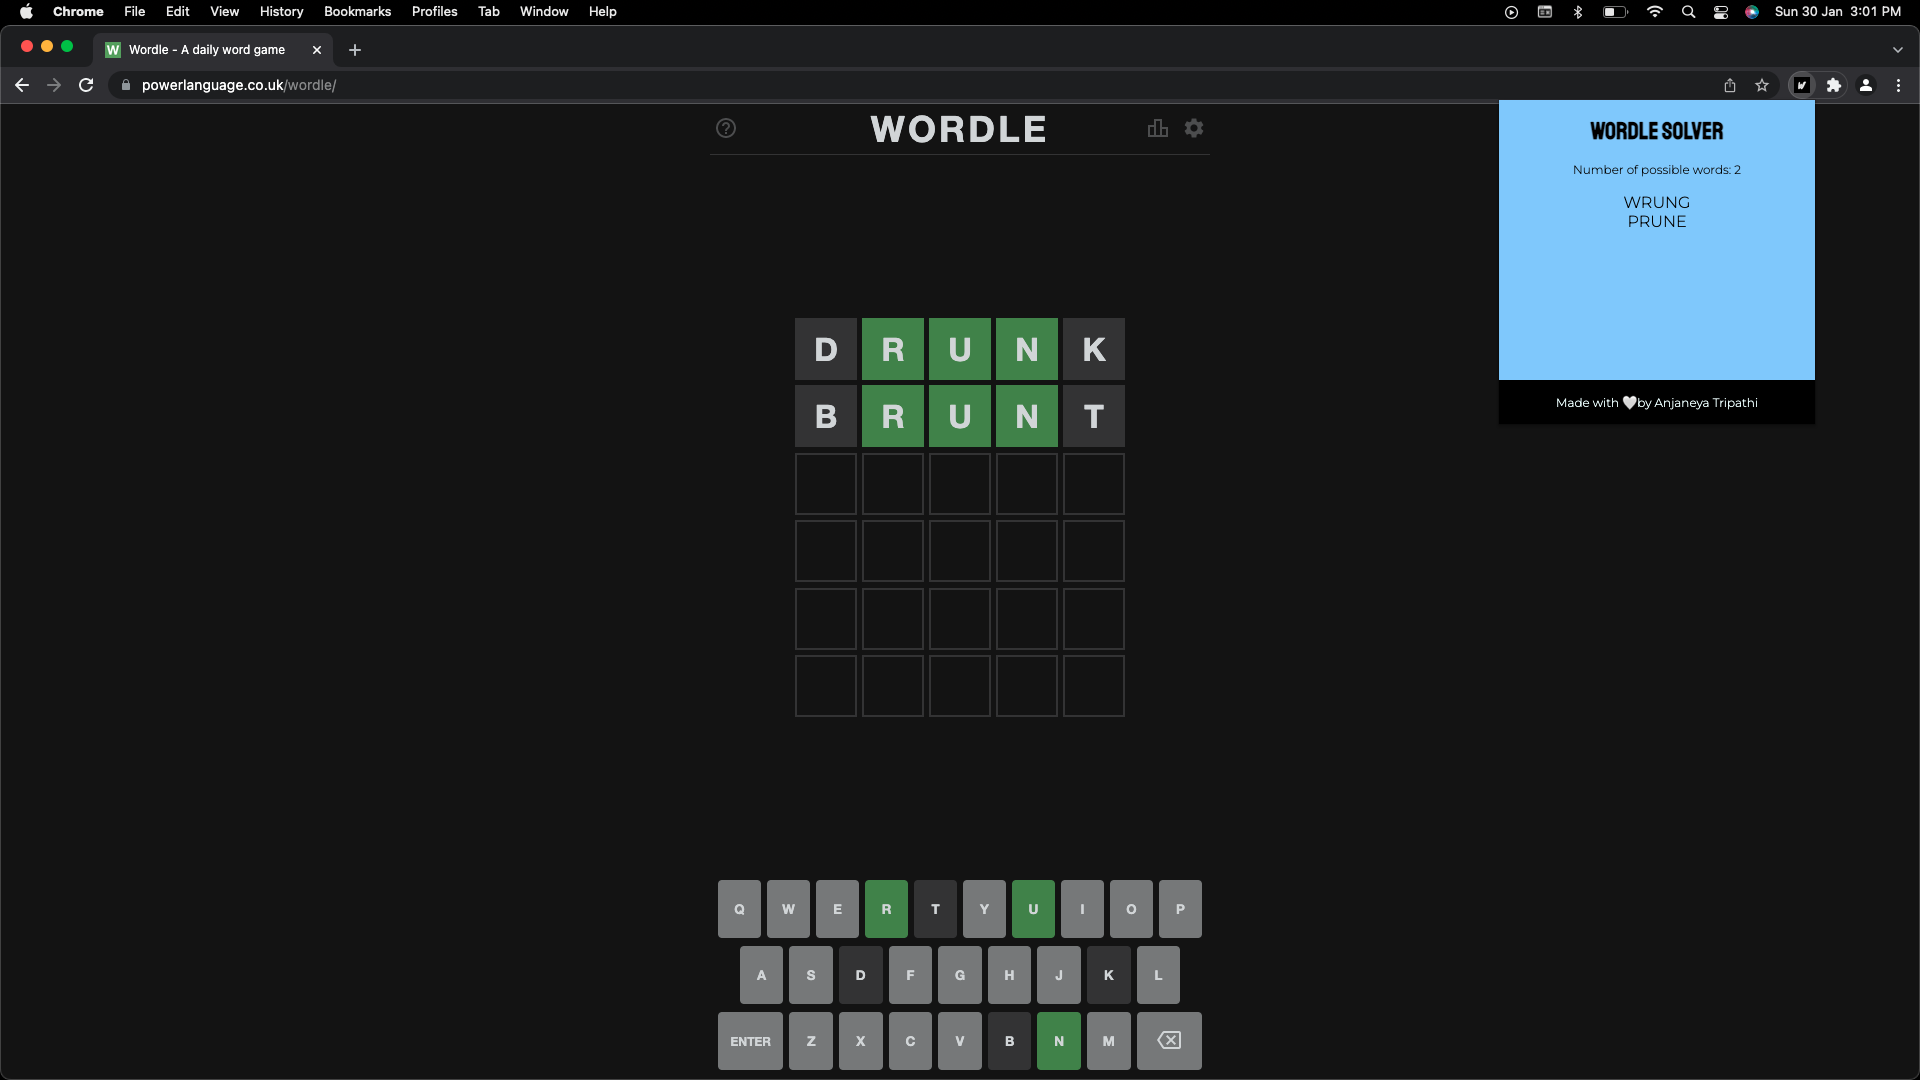 Chrome File Edit View History Bookmarks Profiles Tab Window Help Sun 30 Jan 3:01 PM
W Wordle - A daily word game
powerlanguage.co.uk/wordle/
WORDLE
WORDLE SOLVER
Number of possible words: 2
WRUNG
PRUNE
Made with 🤍by Anjaneya Tripathi
D R U N K
B R U N T
Q W E R T Y U I O P
A S D F G H J K L
ENTER Z X C V B N M